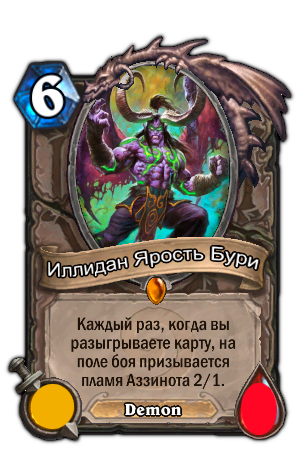 6
Иллидан Ярость Бури
Каждый раз, когда вы
разыгрываете карту, на
поле боя призывается
пламя Аззинота 2/1.
Demon